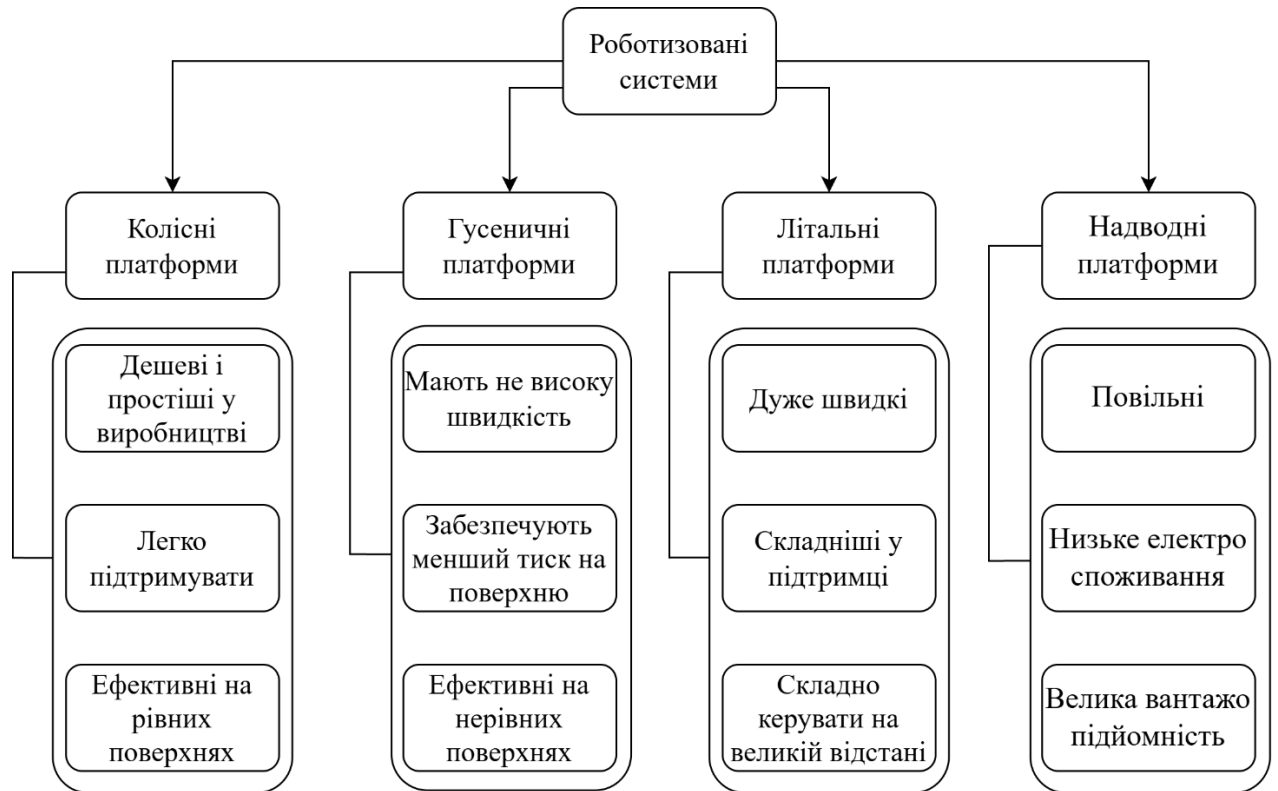 Роботизовані
системи
Колісні
платформи
Гусеничні
платформи
Літальні
платформи
Надводні
платформи
Дешеві і
простіші у
виробництві
Мають не високу
швидкість
Дуже швидкі
Повільні
Легко
підтримувати
Забезпечують
менший тиск на
поверхню
Складніші у
підтримці
Низьке електро
споживання
Ефективні на
рівних
поверхнях
Ефективні на
нерівних
поверхнях
Складно
керувати на
великій відстані
Велика вантажо
підйомність